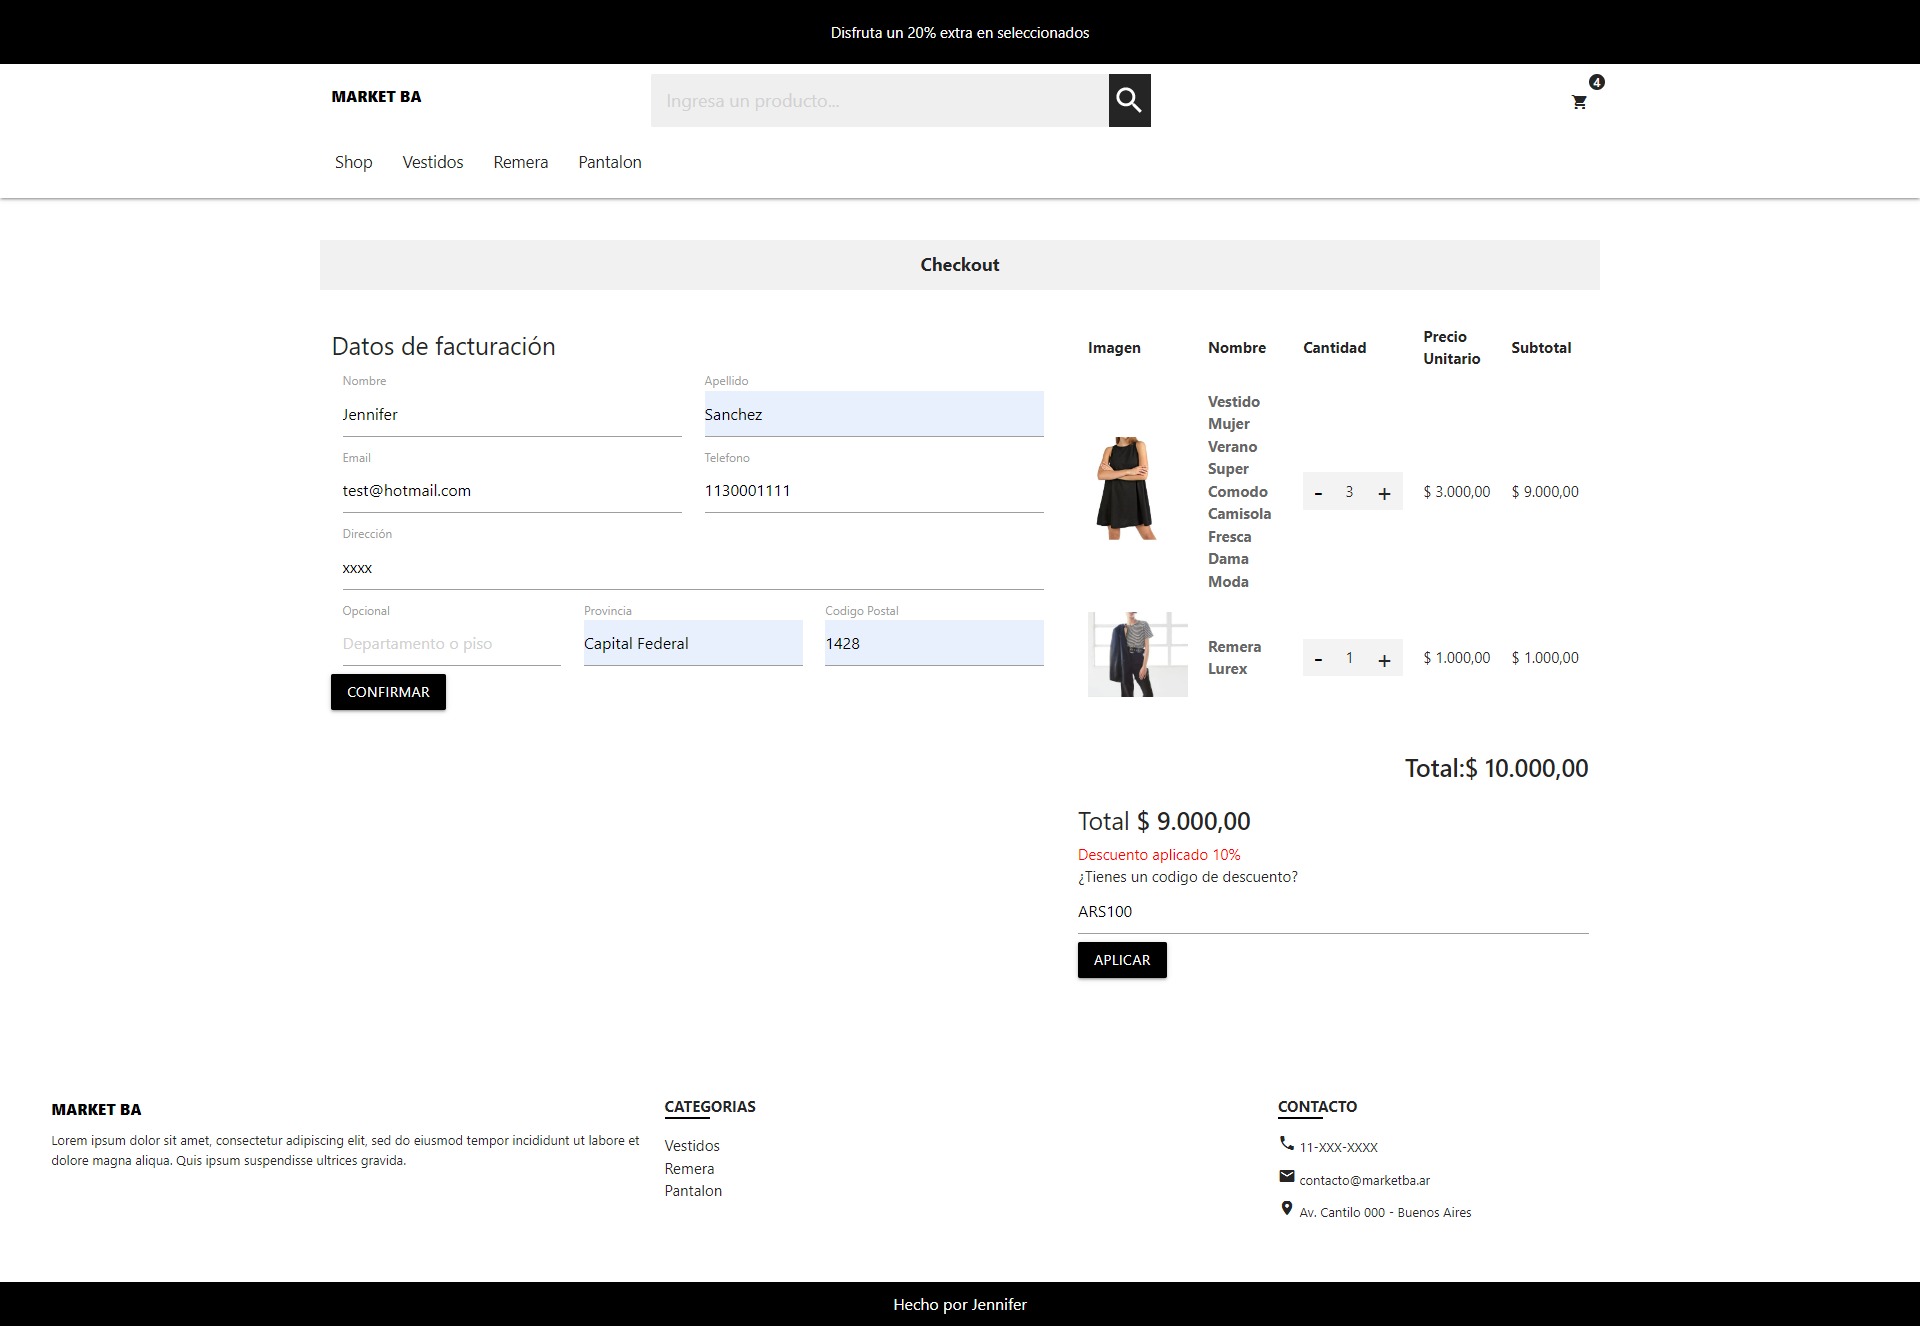 Disfruta un 20% extra en seleccionados
MARKET BA
Ingresa un producto...
4
Shop
Vestidos
Remera
Pantalon
Checkout
Datos de facturación
Nombre
Apellido
Jennifer
Sanchez
Email
Telefono
test@hotmail.com
1130001111
Dirección
xxxx
Opcional
Provincia
Codigo Postal
Departamento o piso
Capital Federal
1428
CONFIRMAR
Imagen
Nombre
Cantidad
Precio
Unitario
Subtotal
Vestido
Mujer
Verano
Super
Comodo
Camisola
Fresca
Dama
Moda
- 3 +
$ 3.000,00
$ 9.000,00
Remera
Lurex
- 1 +
$ 1.000,00
$ 1.000,00
Total:$ 10.000,00
Total $ 9.000,00
Descuento aplicado 10%
¿Tienes un codigo de descuento?
ARS100
APLICAR
MARKET BA
Lorem ipsum dolor sit amet, consectetur adipiscing elit, sed do eiusmod tempor incididunt ut labore et
dolore magna aliqua. Quis ipsum suspendisse ultrices gravida.
CATEGORIAS
Vestidos
Remera
Pantalon
CONTACTO
11-XXX-XXXX
contacto@marketba.ar
Av. Cantilo 000 - Buenos Aires
Hecho por Jennifer